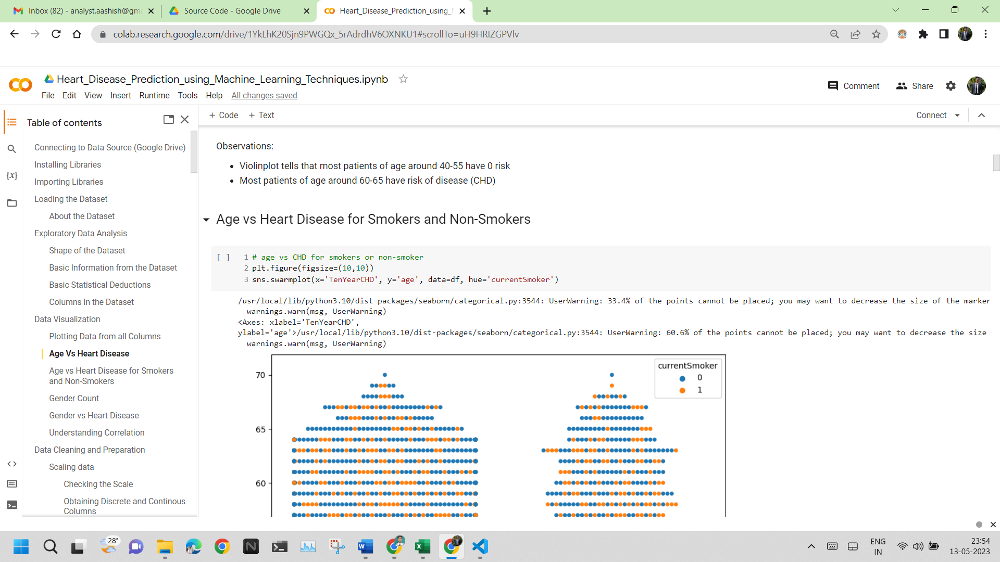 Inbox (82) - analyst.aashish@gm
Source Code - Google Drive
Heart_Disease_Prediction_using_
colab.research.google.com/drive/1YkLhK20Sjn9PWGQx_5rAdrdhV6OXNKU1#scrollTo=uH9HRIZGPVlv
Heart_Disease_Prediction_using_Machine_Learning_Techniques.ipynb
File Edit View Insert Runtime Tools Help All changes saved
Comment
Share
Table of contents
Connecting to Data Source (Google Drive)
Installing Libraries
Importing Libraries
Loading the Dataset
About the Dataset
Exploratory Data Analysis
Shape of the Dataset
Basic Information from the Dataset
Basic Statistical Deductions
Columns in the Dataset
Data Visualization
Plotting Data from all Columns
Age Vs Heart Disease
Age vs Heart Disease for Smokers
and Non-Smokers
Gender Count
Gender vs Heart Disease
Understanding Correlation
Data Cleaning and Preparation
Scaling data
Checking the Scale
Obtaining Discrete and Continous
Columns
+ Code + Text
Connect
Observations:
• Violinplot tells that most patients of age around 40-55 have 0 risk
• Most patients of age around 60-65 have risk of disease (CHD)
Age vs Heart Disease for Smokers and Non-Smokers
[ ] 1 # age vs CHD for smokers or non-smoker
2 plt.figure(figsize=(10,10))
3 sns.swarmplot(x='TenYearCHD', y='age', data=df, hue='currentSmoker')
/usr/local/lib/python3.10/dist-packages/seaborn/categorical.py:3544: UserWarning: 33.4% of the points cannot be placed; you may want to decrease the size of the marker
warnings.warn(msg, UserWarning)
<Axes: xlabel='TenYearCHD',
ylabel='age'>/usr/local/lib/python3.10/dist-packages/seaborn/categorical.py:3544: UserWarning: 60.6% of the points cannot be placed; you may want to decrease the size
warnings.warn(msg, UserWarning)
currentSmoker
0
1
70
65
60
28°
ENG
IN
23:54
13-05-2023